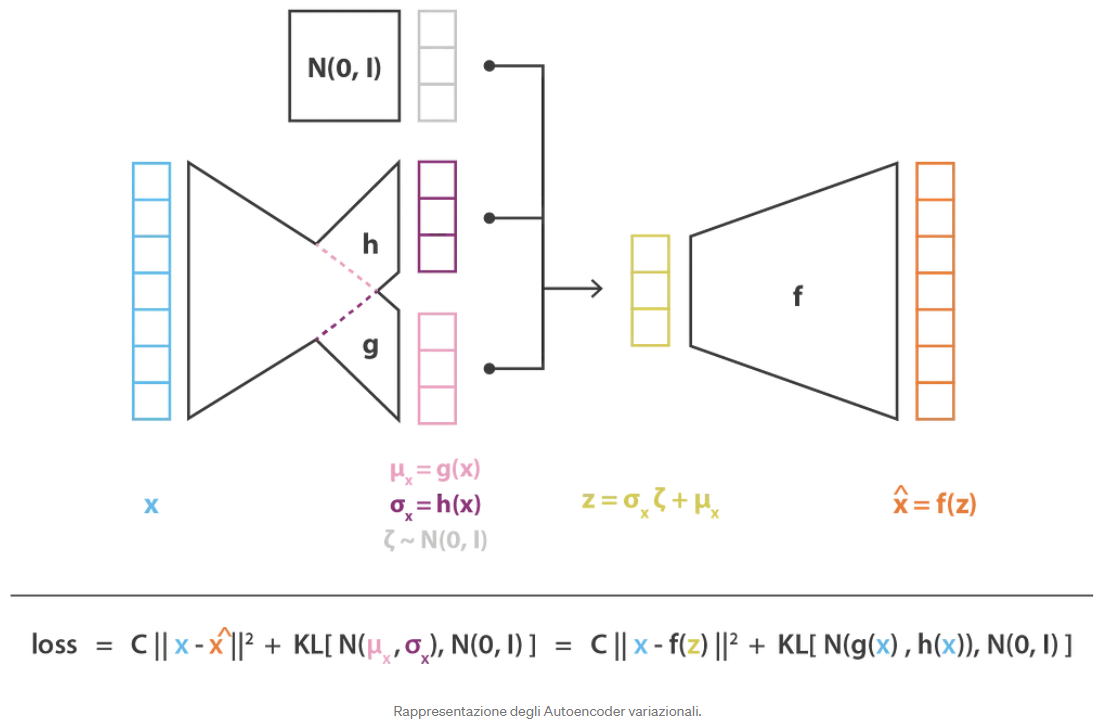 N(0, I)
h
g
f
μₓ = g(x)
x
σₓ = h(x)
z = σₓ ζ + μₓ
x̂ = f(z)
ζ ~ N(0, I)
loss = C || x - x̂ ||² + KL[ N(μₓ, σₓ), N(0, I) ] = C || x - f(z) ||² + KL[ N(g(x) , h(x)), N(0, I) ]
Rappresentazione degli Autoencoder variazionali.